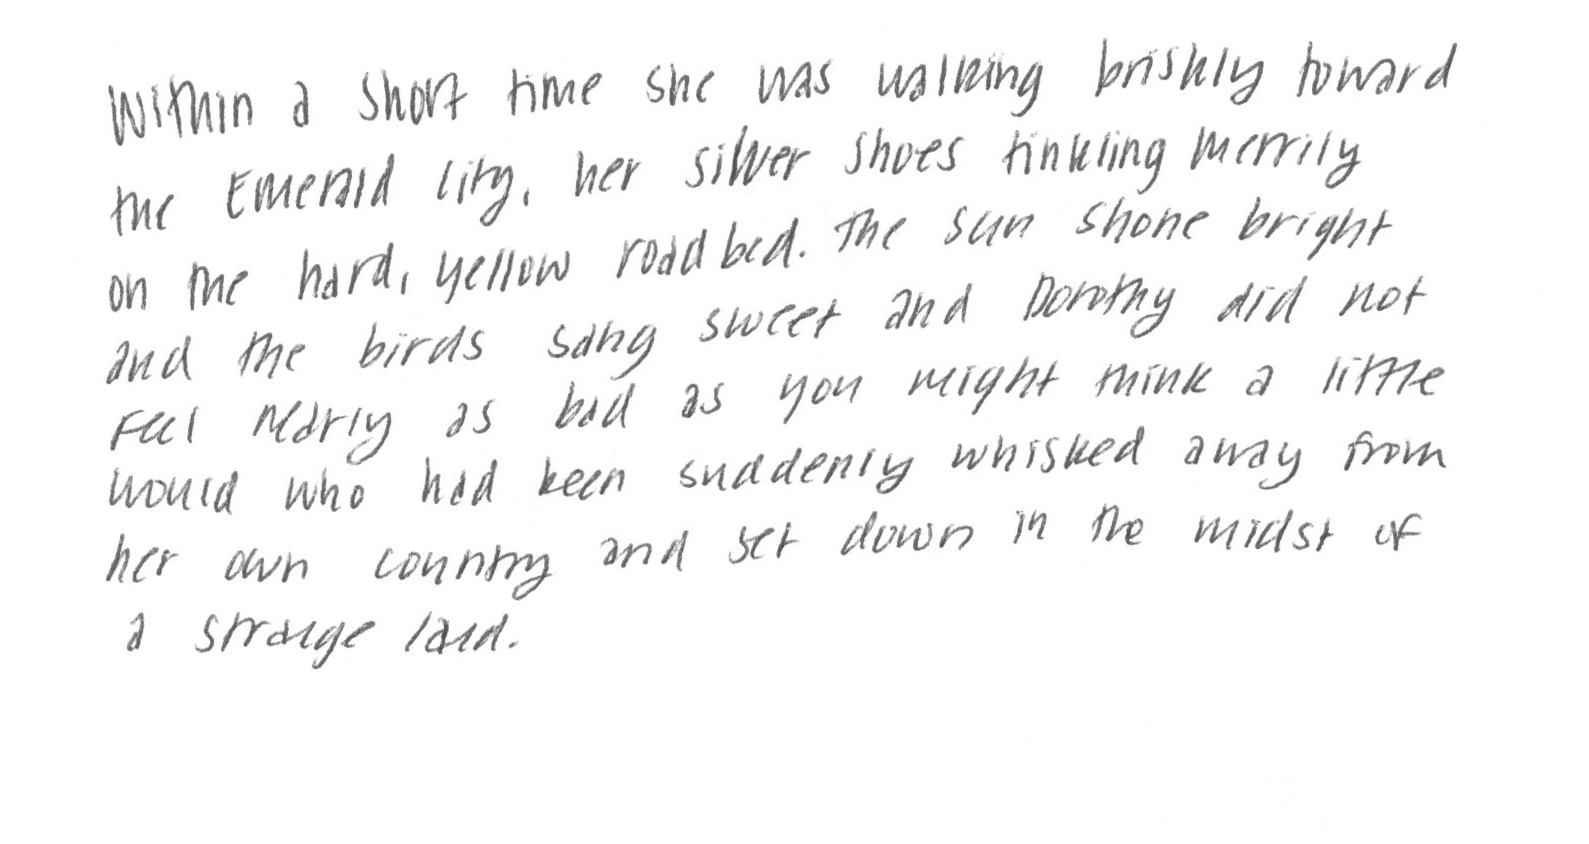 Within a short time she was walking briskly toward
the Emerald City, her silver shoes tinkling merrily
on the hard, yellow roadbed. The sun shone bright
and the birds sang sweet and Dorothy did not
feel nearly as bad as you might think a little
would who had been suddenly whisked away from
her own country and set down in the midst of
a strange land.